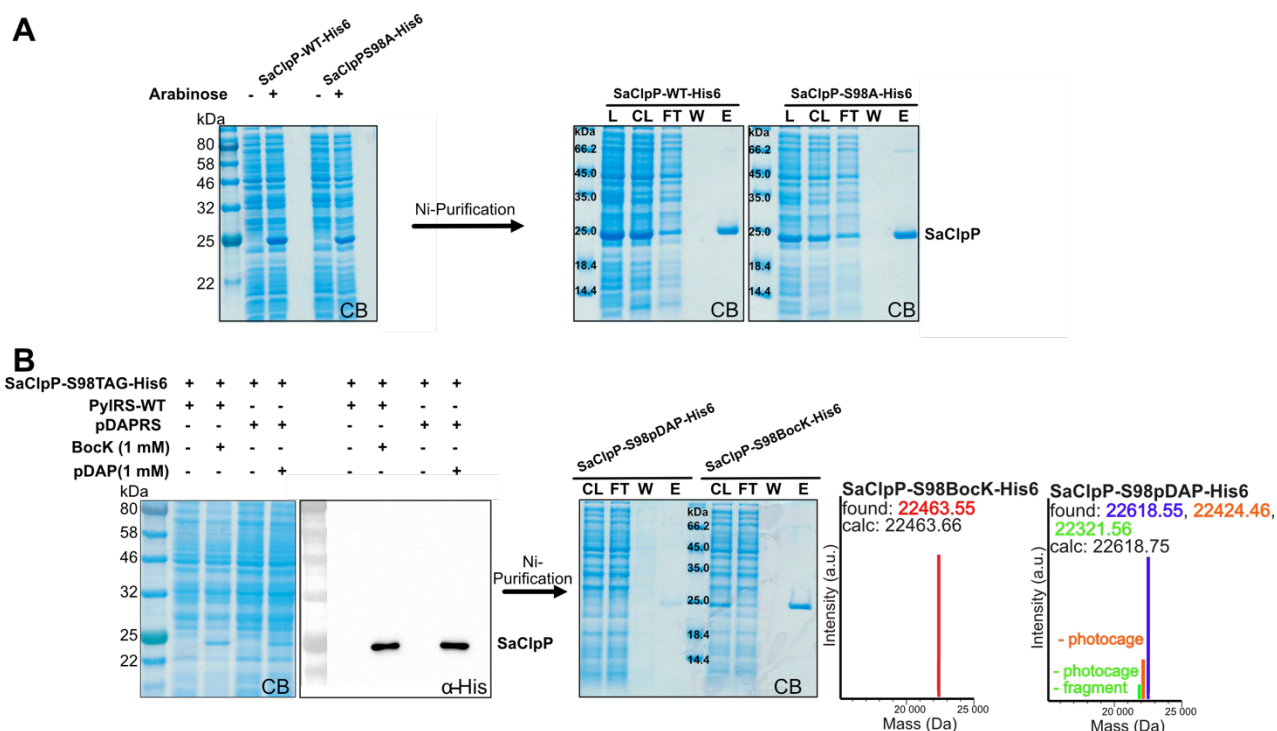 A
SaClpP-WT-His6
SaClpPS98A-His6
Arabinose - + - +
kDa
80
58
46
32
25
22
CB
Ni-Purification
SaClpP-WT-His6
L CL FT W E
kDa
66.2
45.0
35.0
25.0
18.4
14.4
CB
SaClpP-S98A-His6
L CL FT W E
kDa
66.2
45.0
35.0
25.0
18.4
14.4
CB
SaClpP
B
SaClpP-S98TAG-His6 + + + + + + + +
PylRS-WT + + - - + + - -
pDAPRS - - + + - - + +
BocK (1 mM) - + - - - + - -
pDAP(1 mM) - - - + - - - +
kDa
80
58
46
32
25
22
CB
α-His
SaClpP
Ni-
Purification
SaClpP-S98pDAP-His6
SaClpP-S98BocK-His6
CL FT W E
CL FT W E
kDa
66.2
45.0
35.0
25.0
18.4
14.4
CB
SaClpP-S98BocK-His6
found: 22463.55
calc: 22463.66
Intensity (a.u.)
20 000 25 000
Mass (Da)
SaClpP-S98pDAP-His6
found: 22618.55, 22424.46,
22321.56
calc: 22618.75
Intensity (a.u.)
- photocage
- photocage
- fragment
20 000 25 000
Mass (Da)